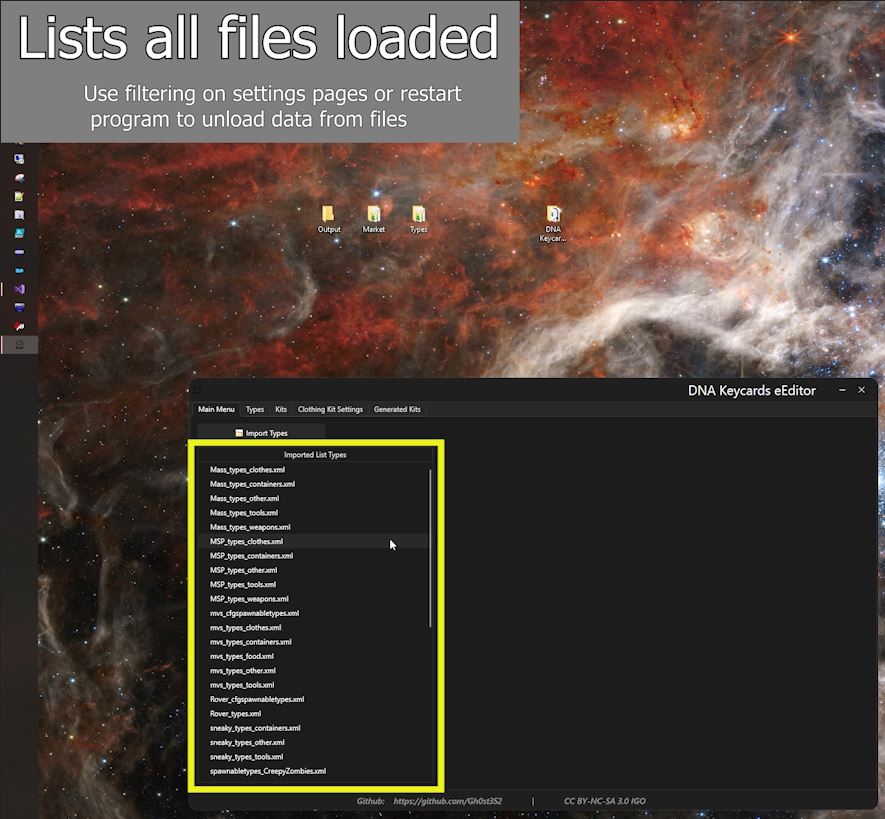 Lists all files loaded
Use filtering on settings pages or restart
program to unload data from files
Output
Market
Types
DNA
Keycar...
DNA Keycards eEditor
Main Menu
Types
Kits
Clothing Kit Settings
Generated Kits
Import Types
Imported List Types
Mass_types_clothes.xml
Mass_types_containers.xml
Mass_types_other.xml
Mass_types_tools.xml
Mass_types_weapons.xml
MSP_types_clothes.xml
MSP_types_containers.xml
MSP_types_other.xml
MSP_types_tools.xml
MSP_types_weapons.xml
mvs_cfgspawnabletypes.xml
mvs_types_clothes.xml
mvs_types_containers.xml
mvs_types_food.xml
mvs_types_other.xml
mvs_types_tools.xml
Rover_cfgspawnabletypes.xml
Rover_types.xml
sneaky_types_containers.xml
sneaky_types_other.xml
sneaky_types_tools.xml
spawnabletypes_CreepyZombies.xml
Github: https://github.com/Gh0st352 | CC BY-NC-SA 3.0 IGO